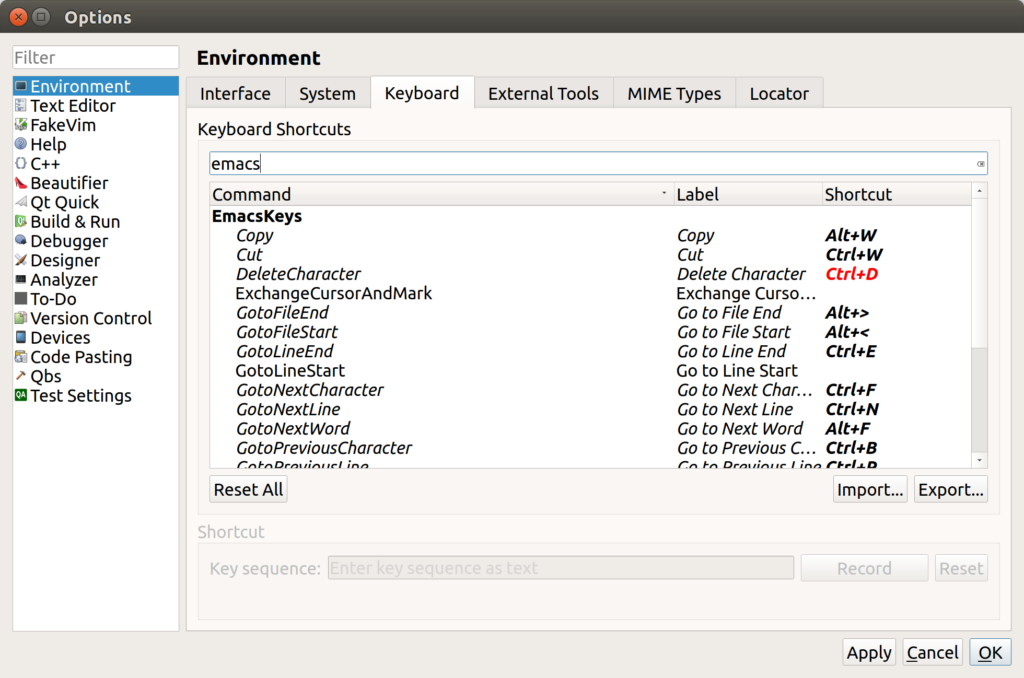 Options
Filter
Environment
Text Editor
FakeVim
Help
C++
Beautifier
Qt Quick
Build & Run
Debugger
Designer
Analyzer
To-Do
Version Control
Devices
Code Pasting
Qbs
Test Settings
Environment
Interface System Keyboard External Tools MIME Types Locator
Keyboard Shortcuts
emacs
Command Label Shortcut
EmacsKeys
Copy Copy Alt+W
Cut Cut Ctrl+W
DeleteCharacter Delete Character Ctrl+D
ExchangeCursorAndMark Exchange Curso...
GotoFileEnd Go to File End Alt+>
GotoFileStart Go to File Start Alt+<
GotoLineEnd Go to Line End Ctrl+E
GotoLineStart Go to Line Start
GotoNextCharacter Go to Next Char... Ctrl+F
GotoNextLine Go to Next Line Ctrl+N
GotoNextWord Go to Next Word Alt+F
GotoPreviousCharacter Go to Previous C... Ctrl+B
GotoPreviousLine Go to Previous Line Ctrl+P
Reset All Import... Export...
Shortcut
Key sequence: Enter key sequence as text Record Reset
Apply Cancel OK